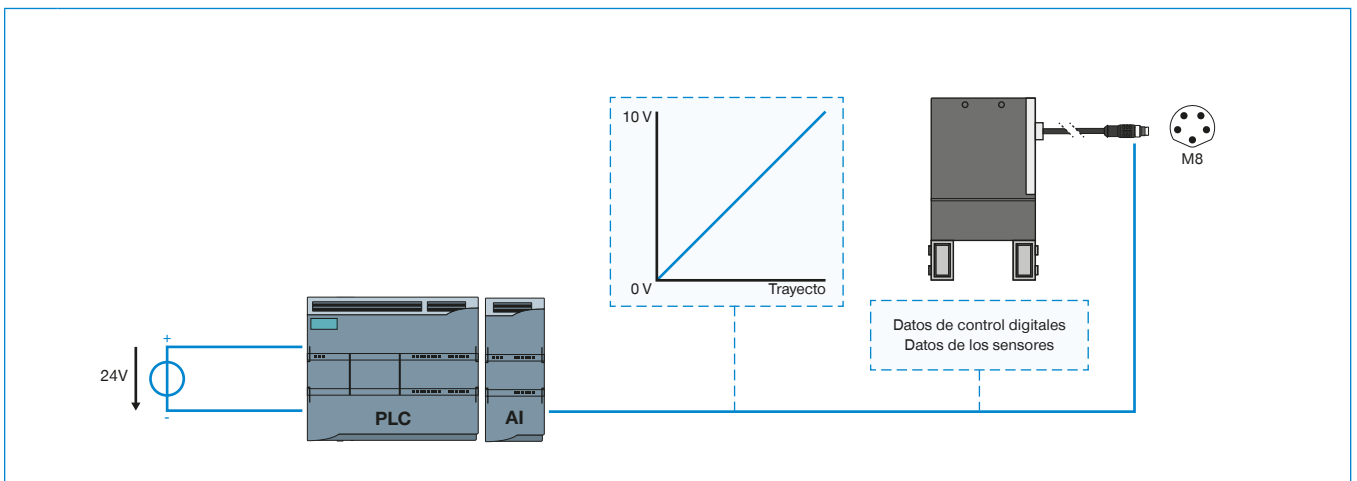 10 V
0 V
Trayecto
M8
Datos de control digitales
Datos de los sensores
+
24V
-
PLC
AI